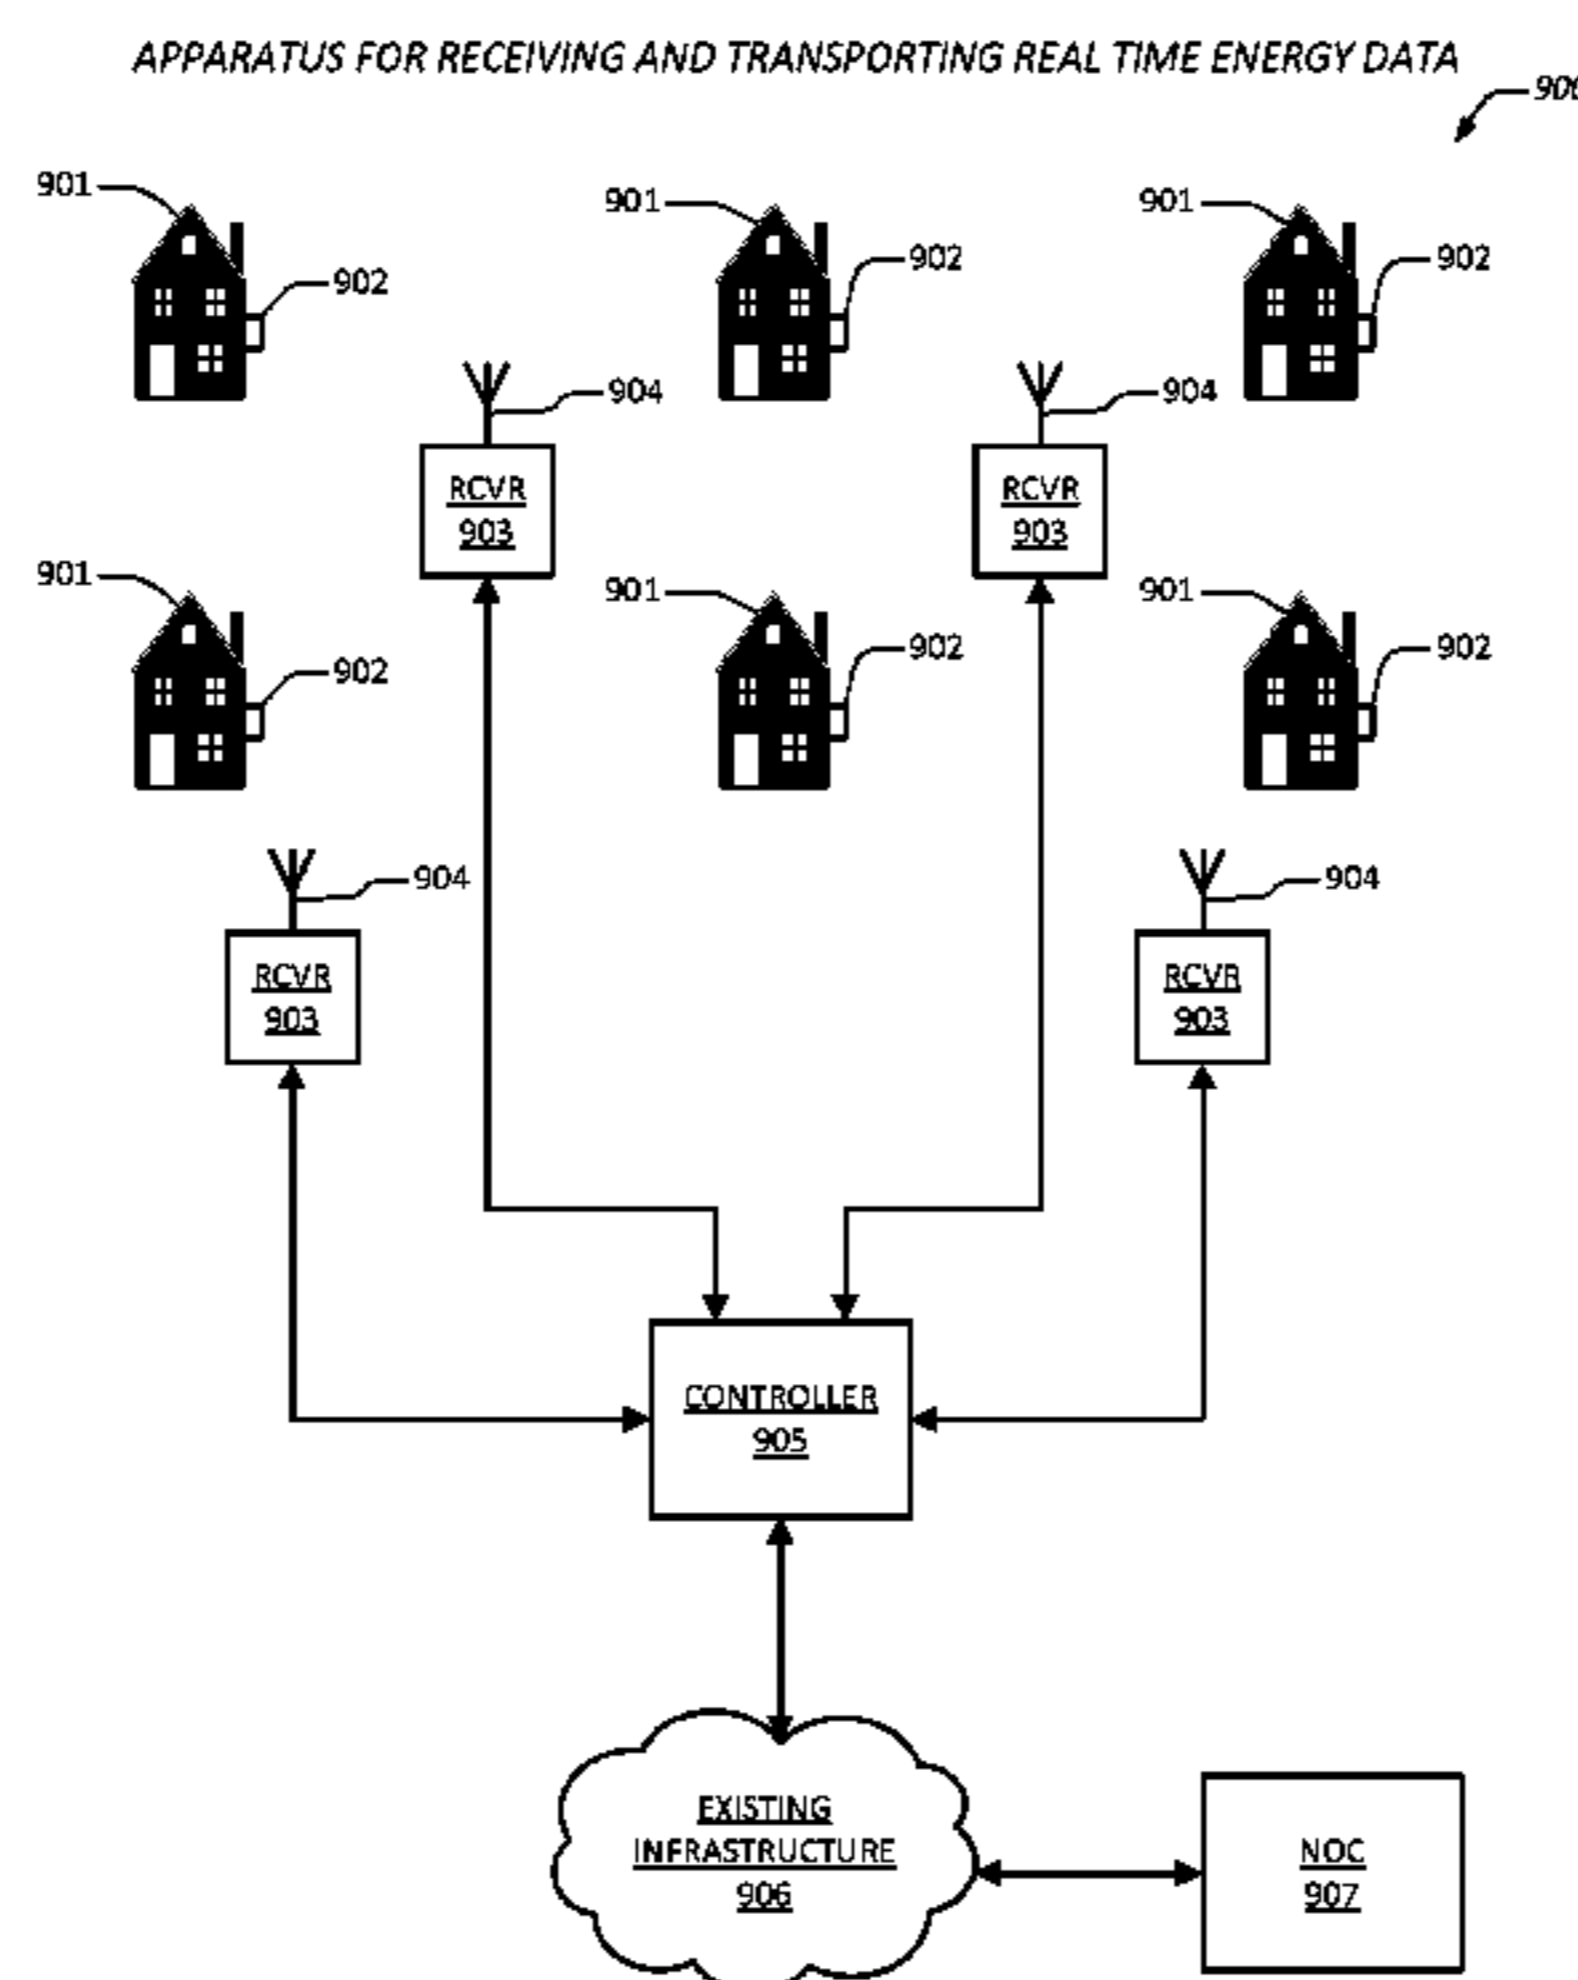 APPARATUS FOR RECEIVING AND TRANSPORTING REAL TIME ENERGY DATA
900
901
901
901
902
902
902
904
904
RCVR
903
RCVR
903
901
901
901
902
902
902
904
904
RCVR
903
RCVR
903
CONTROLLER
905
EXISTING
INFRASTRUCTURE
906
NOC
907